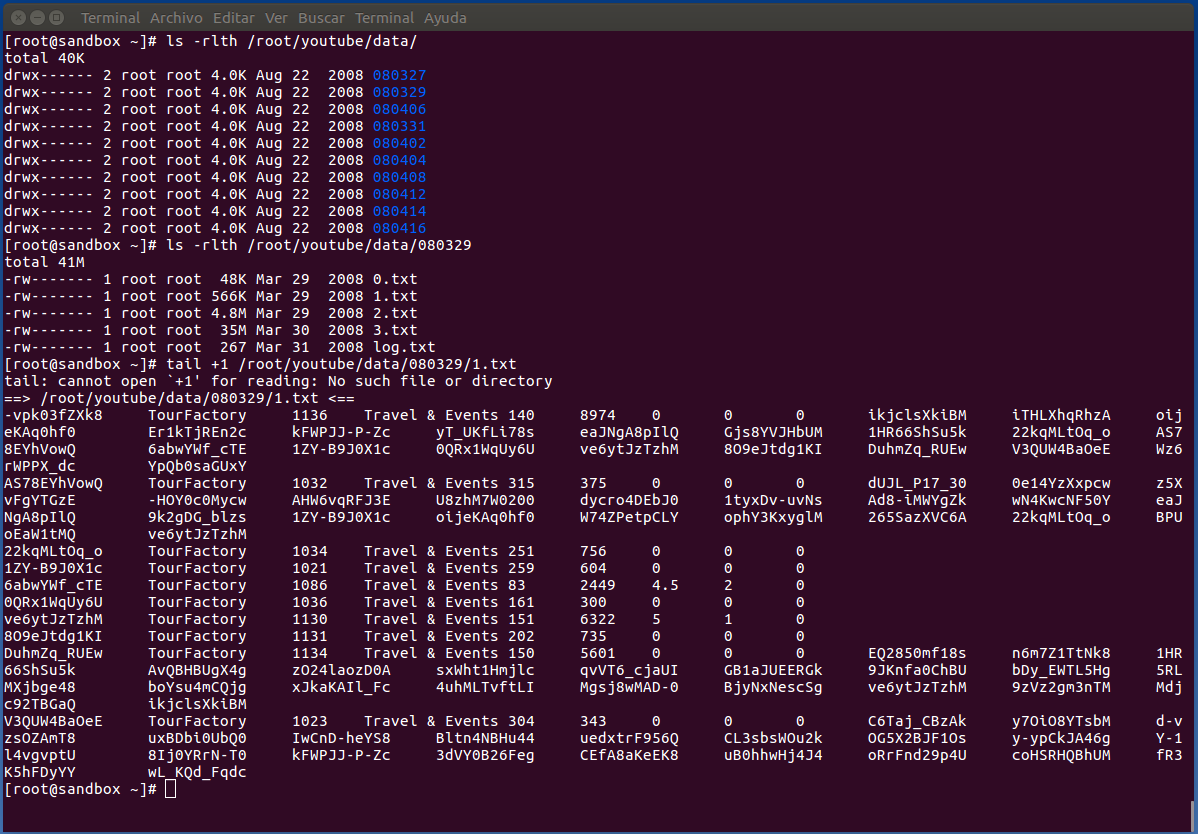 Terminal Archivo Editar Ver Buscar Terminal Ayuda
[root@sandbox ~]# ls -rlth /root/youtube/data/
total 40K
drwx------ 2 root root 4.0K Aug 22  2008 080327
drwx------ 2 root root 4.0K Aug 22  2008 080329
drwx------ 2 root root 4.0K Aug 22  2008 080406
drwx------ 2 root root 4.0K Aug 22  2008 080331
drwx------ 2 root root 4.0K Aug 22  2008 080402
drwx------ 2 root root 4.0K Aug 22  2008 080404
drwx------ 2 root root 4.0K Aug 22  2008 080408
drwx------ 2 root root 4.0K Aug 22  2008 080412
drwx------ 2 root root 4.0K Aug 22  2008 080414
drwx------ 2 root root 4.0K Aug 22  2008 080416
[root@sandbox ~]# ls -rlth /root/youtube/data/080329
total 41M
-rw------- 1 root root  48K Mar 29  2008 0.txt
-rw------- 1 root root 566K Mar 29  2008 1.txt
-rw------- 1 root root 4.8M Mar 29  2008 2.txt
-rw------- 1 root root  35M Mar 30  2008 3.txt
-rw------- 1 root root  267 Mar 31  2008 log.txt
[root@sandbox ~]# tail +1 /root/youtube/data/080329/1.txt
tail: cannot open `+1' for reading: No such file or directory
==> /root/youtube/data/080329/1.txt <==
-vpk03fZXk8     TourFactory     1136    Travel & Events 140     8974    0       0       0       ikjclsXkiBM     iTHLXhqRhzA     oij
eKAq0hf0        Er1kTjREn2c     kFWPJJ-P-Zc     yT_UKfLi78s     eaJNgA8pIlQ     Gjs8YVJHbUM     1HR66ShSu5k     22kqMLtOq_o     AS7
8EYhVowQ        6abwYWf_cTE     1ZY-B9J0X1c     0QRx1WqUy6U     ve6ytJzTzhM     8O9eJtdg1KI     DuhmZq_RUEw     V3QUW4BaOeE     Wz6
rWPPX_dc        YpQb0saGUxY
AS78EYhVowQ     TourFactory     1032    Travel & Events 315     375     0       0       0       dUJL_P17_30     0e14YzXxpcw     z5X
vFgYTGzE        -HOY0c0Mycw     AHW6vqRFJ3E     U8zhM7W0200     dycro4DEbJ0     1tyxDv-uvNs     Ad8-iMWYgZk     wN4KwcNF50Y     eaJ
NgA8pIlQ        9k2gDG_blzs     1ZY-B9J0X1c     oijeKAq0hf0     W74ZPetpCLY     ophY3KxyglM     265SazXVC6A     22kqMLtOq_o     BPU
oEaW1tMQ        ve6ytJzTzhM
22kqMLtOq_o     TourFactory     1034    Travel & Events 251     756     0       0       0
1ZY-B9J0X1c     TourFactory     1021    Travel & Events 259     604     0       0       0
6abwYWf_cTE     TourFactory     1086    Travel & Events 83      2449    4.5     2       0
0QRx1WqUy6U     TourFactory     1036    Travel & Events 161     300     0       0       0
ve6ytJzTzhM     TourFactory     1130    Travel & Events 151     6322    5       1       0
8O9eJtdg1KI     TourFactory     1131    Travel & Events 202     735     0       0       0
DuhmZq_RUEw     TourFactory     1134    Travel & Events 150     5601    0       0       0       EQ2850mf18s     n6m7Z1TtNk8     1HR
66ShSu5k        AvQBHBUgX4g     zO24laozD0A     sxWht1Hmjlc     qvVT6_cjaUI     GB1aJUEERGk     9JKnfa0ChBU     bDy_EWTL5Hg     5RL
MXjbge48        boYsu4mCQjg     xJkaKAIl_Fc     4uhMLTvftLI     Mgsj8wMAD-0     BjyNxNescSg     ve6ytJzTzhM     9zVz2gm3nTM     Mdj
c92TBGaQ        ikjclsXkiBM
V3QUW4BaOeE     TourFactory     1023    Travel & Events 304     343     0       0       0       C6Taj_CBzAk     y7OiO8YTsbM     d-v
zsOZAmT8        uxBDbi0UbQ0     IwCnD-heYS8     Bltn4NBHu44     uedxtrF956Q     CL3sbsWOu2k     OG5X2BJF1Os     y-ypCkJA46g     Y-1
l4vgvptU        8Ij0YRrN-T0     kFWPJJ-P-Zc     3dVY0B26Feg     CEfA8aKeEK8     uB0hhwHj4J4     oRrFnd29p4U     coHSRHQBhUM     fR3
K5hFDyYY        wL_KQd_Fqdc
[root@sandbox ~]#